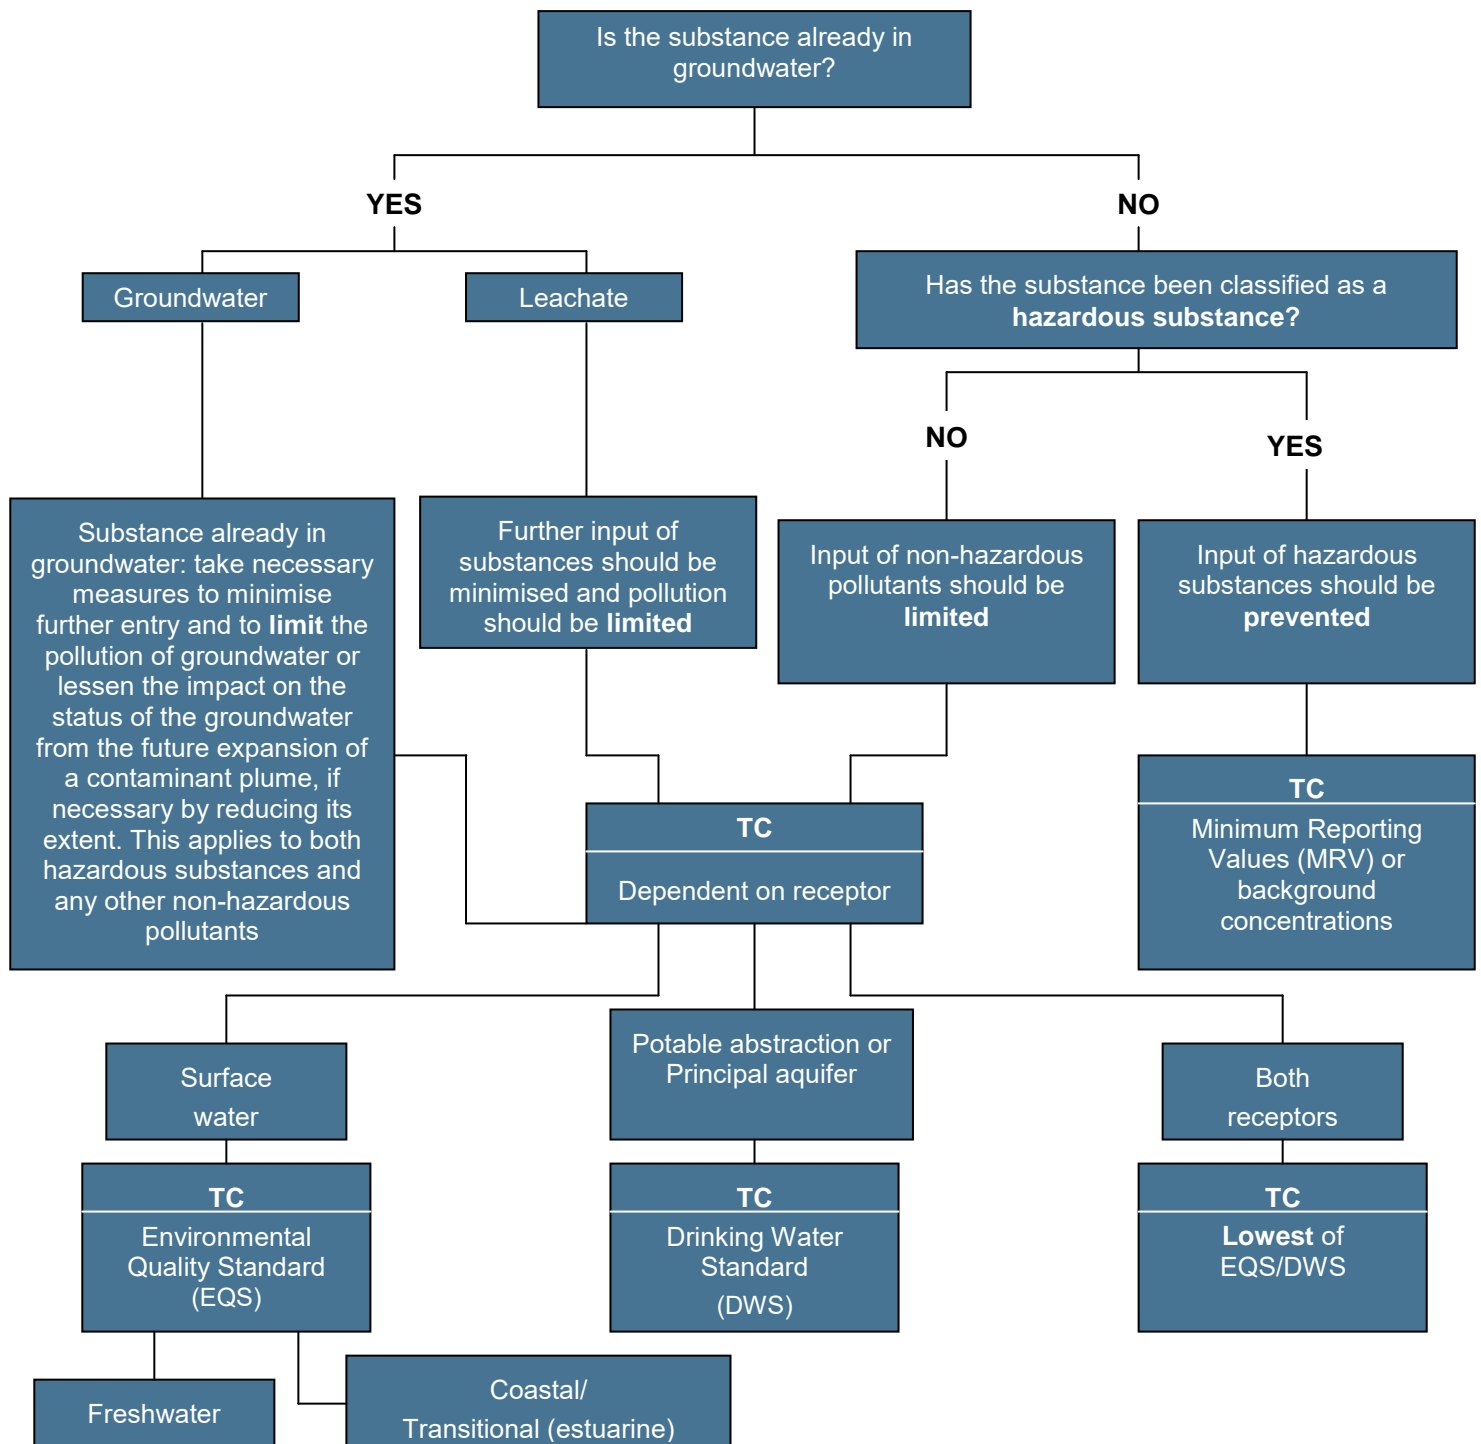 Is the substance already in
groundwater?
YES
NO
Groundwater
Leachate
Has the substance been classified as a
hazardous substance?
NO
YES
Substance already in
groundwater: take necessary
measures to minimise
further entry and to limit the
pollution of groundwater or
lessen the impact on the
status of the groundwater
from the future expansion of
a contaminant plume, if
necessary by reducing its
extent. This applies to both
hazardous substances and
any other non-hazardous
pollutants
Further input of
substances should be
minimised and pollution
should be limited
Input of non-hazardous
pollutants should be
limited
Input of hazardous
substances should be
prevented
TC
Minimum Reporting
Values (MRV) or
background
concentrations
TC
Dependent on receptor
Surface
water
Potable abstraction or
Principal aquifer
Both
receptors
TC
Environmental
Quality Standard
(EQS)
TC
Drinking Water
Standard
(DWS)
TC
Lowest of
EQS/DWS
Freshwater
Coastal/
Transitional (estuarine)